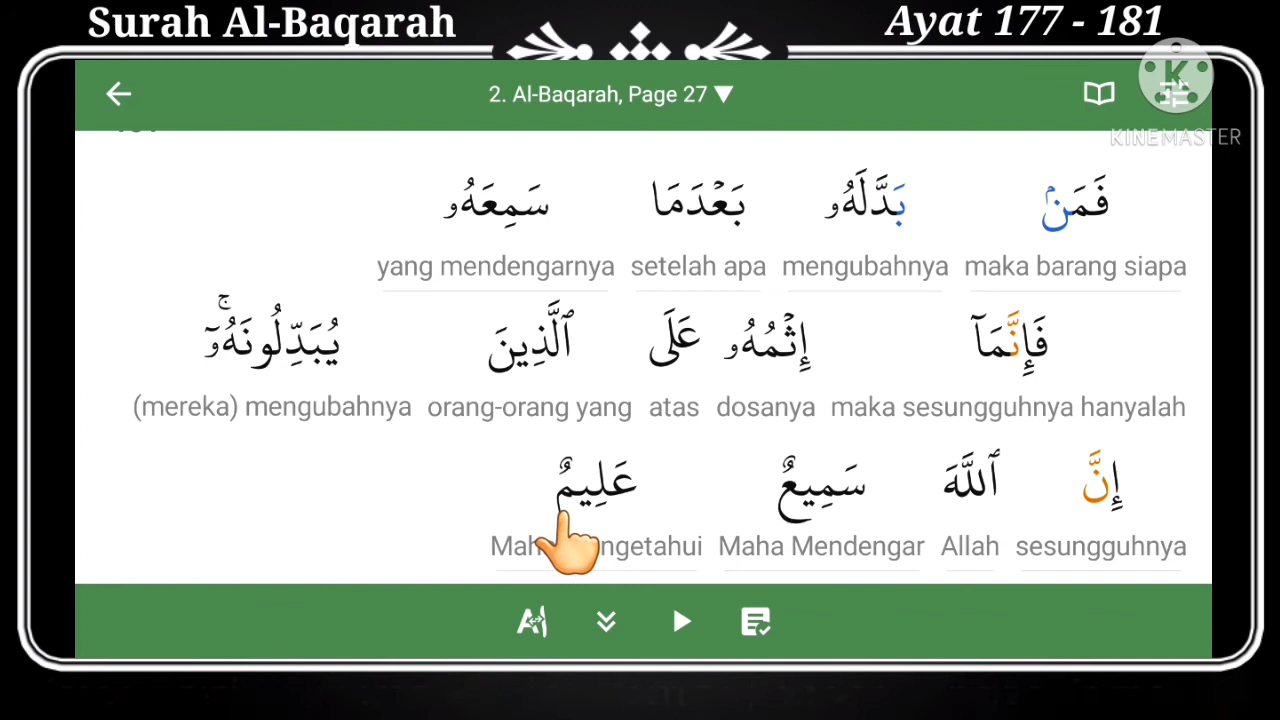 Surah Al-Baqarah
Ayat 177 - 181
2. Al-Baqarah, Page 27 ▼
KINEMASTER
فَمَنۢ بَدَّلَهُۥ بَعْدَمَا سَمِعَهُۥ
maka barang siapa mengubahnya setelah apa yang mendengarnya
فَإِنَّمَآ إِثْمُهُۥ عَلَى ٱلَّذِينَ يُبَدِّلُونَهُۥٓ ۚ
maka sesungguhnya hanyalah dosanya atas orang-orang yang (mereka) mengubahnya
إِنَّ ٱللَّهَ سَمِيعٌ عَلِيمٌ
sesungguhnya Allah Maha Mendengar